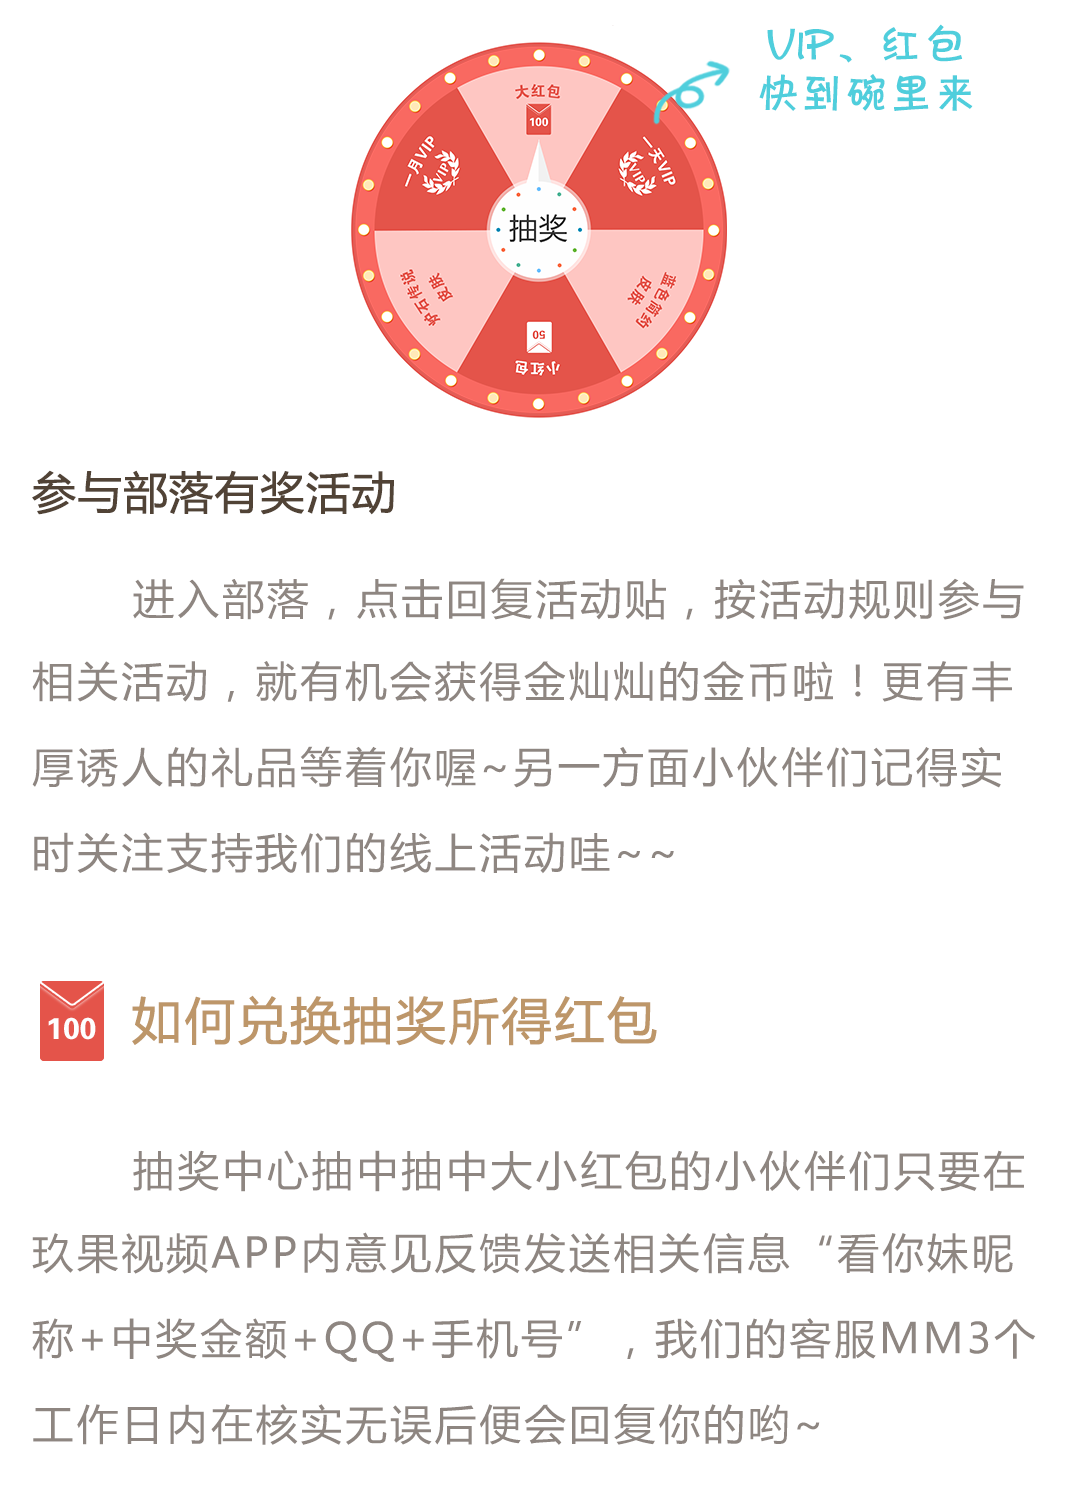 VIP、红包
快到碗里来
大红包
100
一月VIP
VIP
一天VIP
VIP
抽奖
炉石传说
皮肤
蓝色简约
皮肤
50
小红包
参与部落有奖活动
进入部落，点击回复活动贴，按活动规则参与
相关活动，就有机会获得金灿灿的金币啦！更有丰
厚诱人的礼品等着你喔~另一方面小伙伴们记得实
时关注支持我们的线上活动哇~~
100
如何兑换抽奖所得红包
抽奖中心抽中抽中大小红包的小伙伴们只要在
玖果视频APP内意见反馈发送相关信息“看你妹昵
称+中奖金额+QQ+手机号”，我们的客服MM3个
工作日内在核实无误后便会回复你的哟~